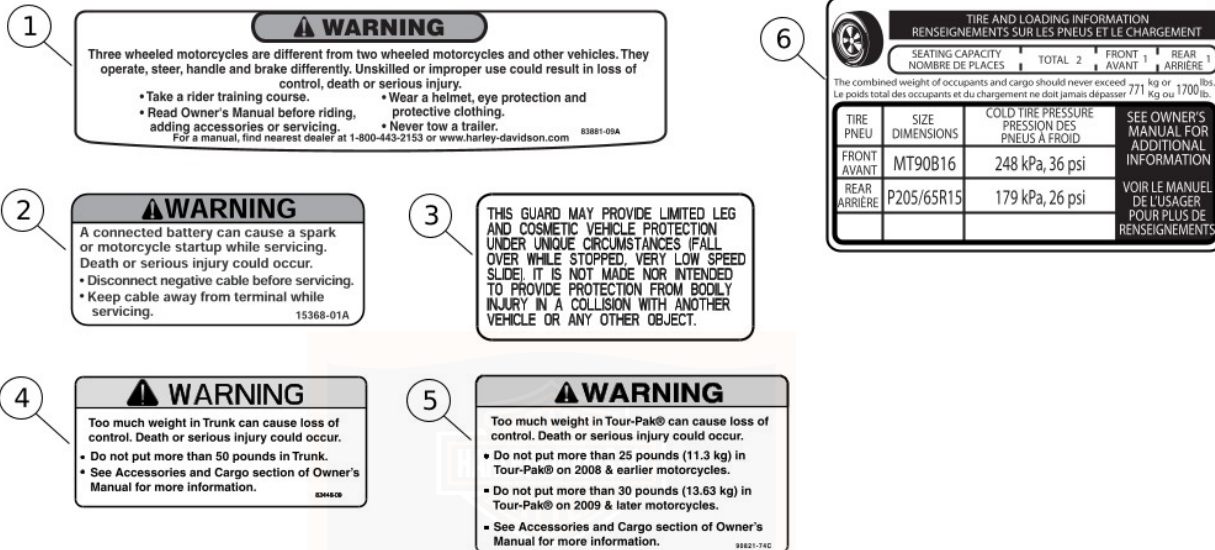 1
WARNING
Three wheeled motorcycles are different from two wheeled motorcycles and other vehicles. They
operate, steer, handle and brake differently. Unskilled or improper use could result in loss of
control, death or serious injury.
• Take a rider training course.
• Read Owner's Manual before riding,
adding accessories or servicing.
• Wear a helmet, eye protection and
protective clothing.
• Never tow a trailer.
For a manual, find nearest dealer at 1-800-443-2153 or www.harley-davidson.com
83881-09A
2
WARNING
A connected battery can cause a spark
or motorcycle startup while servicing.
Death or serious injury could occur.
• Disconnect negative cable before servicing.
• Keep cable away from terminal while
servicing.
15368-01A
3
THIS GUARD MAY PROVIDE LIMITED LEG
AND COSMETIC VEHICLE PROTECTION
UNDER UNIQUE CIRCUMSTANCES (FALL
OVER WHILE STOPPED, VERY LOW SPEED
SLIDE). IT IS NOT MADE NOR INTENDED
TO PROVIDE PROTECTION FROM BODILY
INJURY IN A COLLISION WITH ANOTHER
VEHICLE OR ANY OTHER OBJECT.
4
WARNING
Too much weight in Trunk can cause loss of
control. Death or serious injury could occur.
• Do not put more than 50 pounds in Trunk.
• See Accessories and Cargo section of Owner's
Manual for more information.
83448-09
5
WARNING
Too much weight in Tour-Pak® can cause loss of
control. Death or serious injury could occur.
• Do not put more than 25 pounds (11.3 kg) in
Tour-Pak® on 2008 & earlier motorcycles.
• Do not put more than 30 pounds (13.63 kg) in
Tour-Pak® on 2009 & later motorcycles.
• See Accessories and Cargo section of Owner's
Manual for more information.
90821-74C
6
TIRE AND LOADING INFORMATION
RENSEIGNEMENTS SUR LES PNEUS ET LE CHARGEMENT
SEATING CAPACITY
NOMBRE DE PLACES
TOTAL 2
FRONT
AVANT 1
REAR
ARRIÈRE 1
The combined weight of occupants and cargo should never exceed 771 kg or 1700 lbs.
Le poids total des occupants et du chargement ne doit jamais dépasser 771 Kg ou 1700 lb.
TIRE
PNEU
SIZE
DIMENSIONS
COLD TIRE PRESSURE
PRESSION DES
PNEUS À FROID
FRONT
AVANT
MT90B16
248 kPa, 36 psi
REAR
ARRIÈRE
P205/65R15
179 kPa, 26 psi
SEE OWNER'S
MANUAL FOR
ADDITIONAL
INFORMATION
VOIR LE MANUEL
DE L'USAGER
POUR PLUS DE
RENSEIGNEMENTS